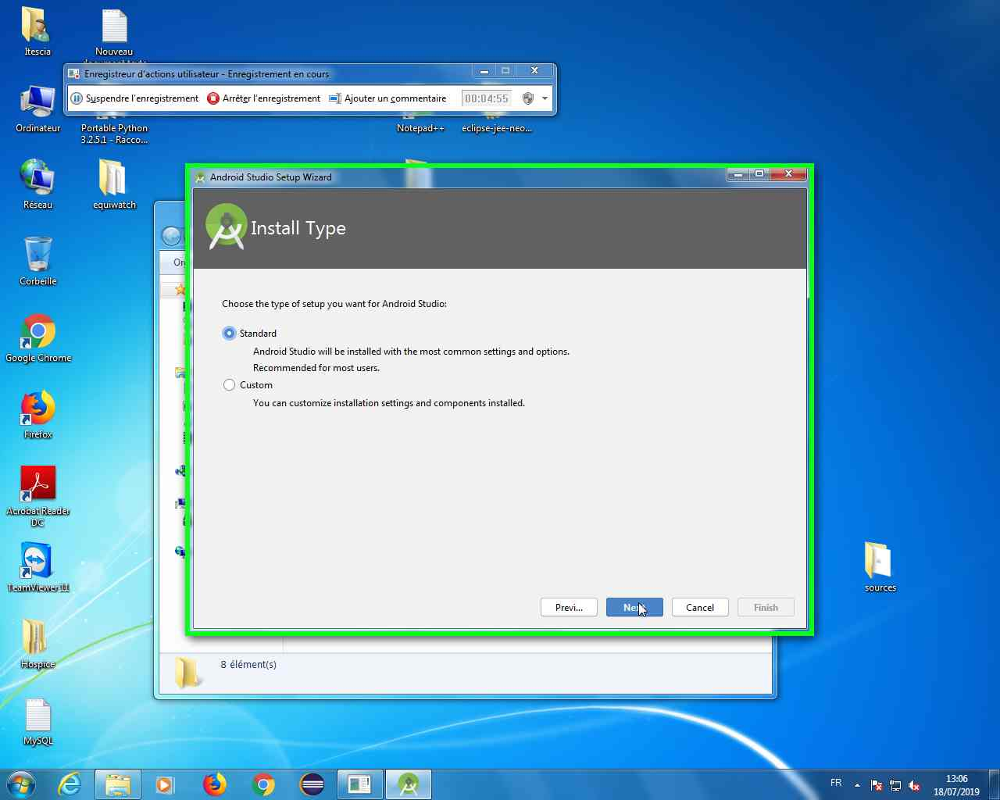 Itescia
Nouveau
Enregistreur d'actions utilisateur - Enregistrement en cours
Suspendre l'enregistrement
Arrêter l'enregistrement
Ajouter un commentaire
00:04:55
Ordinateur
Portable Python
3.2.5.1 - Racco...
Notepad++
eclipse-jee-neo...
Réseau
equiwatch
Android Studio Setup Wizard
Install Type
Corbeille
Choose the type of setup you want for Android Studio:
Standard
Android Studio will be installed with the most common settings and options.
Recommended for most users.
Custom
You can customize installation settings and components installed.
Google Chrome
Firefox
Acrobat Reader
DC
TeamViewer 11
sources
Previ...
Cancel
Finish
Hospice
8 élément(s)
MySQL
FR
13:06
18/07/2019